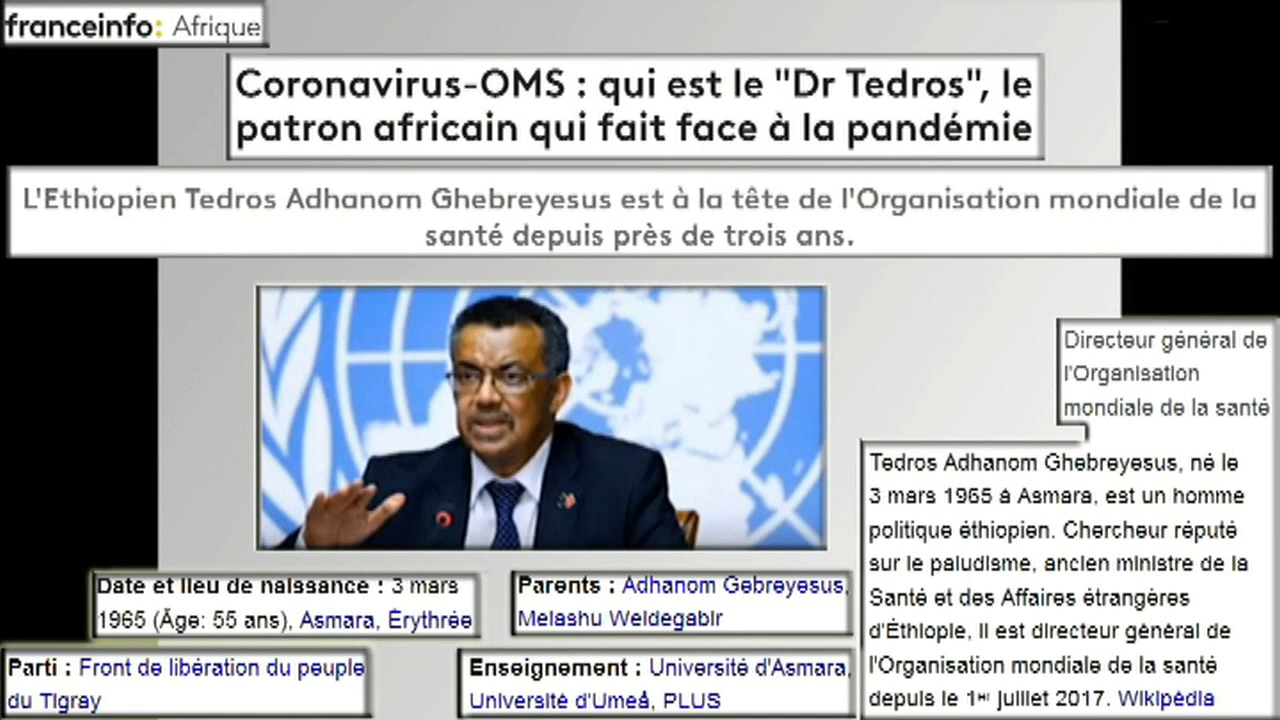 franceinfo: Afrique
Coronavirus-OMS : qui est le "Dr Tedros", le
patron africain qui fait face à la pandémie
L'Ethiopien Tedros Adhanom Ghebreyesus est à la tête de l'Organisation mondiale de la
santé depuis près de trois ans.
Directeur général de
l'Organisation
mondiale de la santé
Tedros Adhanom Ghebreyesus, né le
3 mars 1965 à Asmara, est un homme
politique éthiopien. Chercheur réputé
sur le paludisme, ancien ministre de la
Santé et des Affaires étrangères
d'Éthiopie, il est directeur général de
l'Organisation mondiale de la santé
depuis le 1er juillet 2017. Wikipédia
Date et lieu de naissance : 3 mars
1965 (Âge: 55 ans), Asmara, Érythrée
Parents : Adhanom Gebreyesus,
Melashu Weldegabir
Parti : Front de libération du peuple
du Tigray
Enseignement : Université d'Asmara,
Université d'Umeå, PLUS